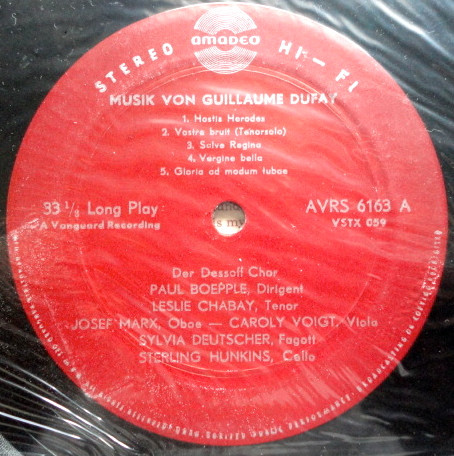 amadeo
STEREO HI-FI
MUSIK VON GUILLAUME DUFAY
1. Hostis Herodes
2. Vostre bruit (Tenorsolo)
3. Salve Regina
4. Vergine bella
5. Gloria ad modum tubae
33 ⅓ Long Play
A Vanguard Recording
AVRS 6163 A
VSTX 059
s my
Der Dessoff Chor
PAUL BOEPPLE, Dirigent
LESLIE CHABAY, Tenor
JOSEF MARX, Oboe — CAROLY VOIGT, Viola
SYLVIA DEUTSCHER, Fagott
STERLING HUNKINS, Cello